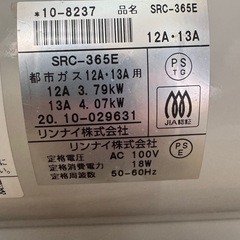 *10-8237 品名 SRC-365E
12A・13A
SRC-365E
都市ガス12A・13A用
12A 3.79kW
13A 4.07kW
20.10-029631
リンナイ株式会社
PS
TG
JIA認証
リンナイ株式会社
定格電圧 AC 100V
定格消費電力 18W
定格周波数 50-60Hz
PS
E